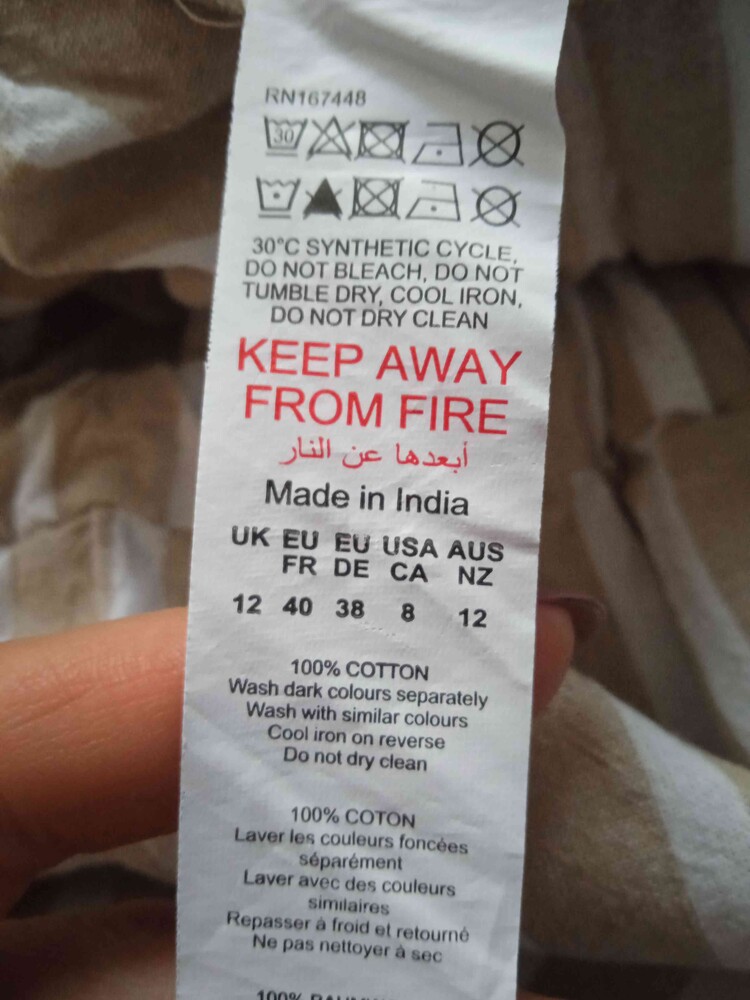 RN167448
30
30°C SYNTHETIC CYCLE,
DO NOT BLEACH, DO NOT
TUMBLE DRY, COOL IRON,
DO NOT DRY CLEAN
KEEP AWAY
FROM FIRE
أبعدها عن النار
Made in India
UK EU EU USA AUS
FR DE CA NZ
12 40 38 8 12
100% COTTON
Wash dark colours separately
Wash with similar colours
Cool iron on reverse
Do not dry clean
100% COTON
Laver les couleurs foncées
séparément
Laver avec des couleurs
similaires
Repasser à froid et retourné
Ne pas nettoyer à sec
100%